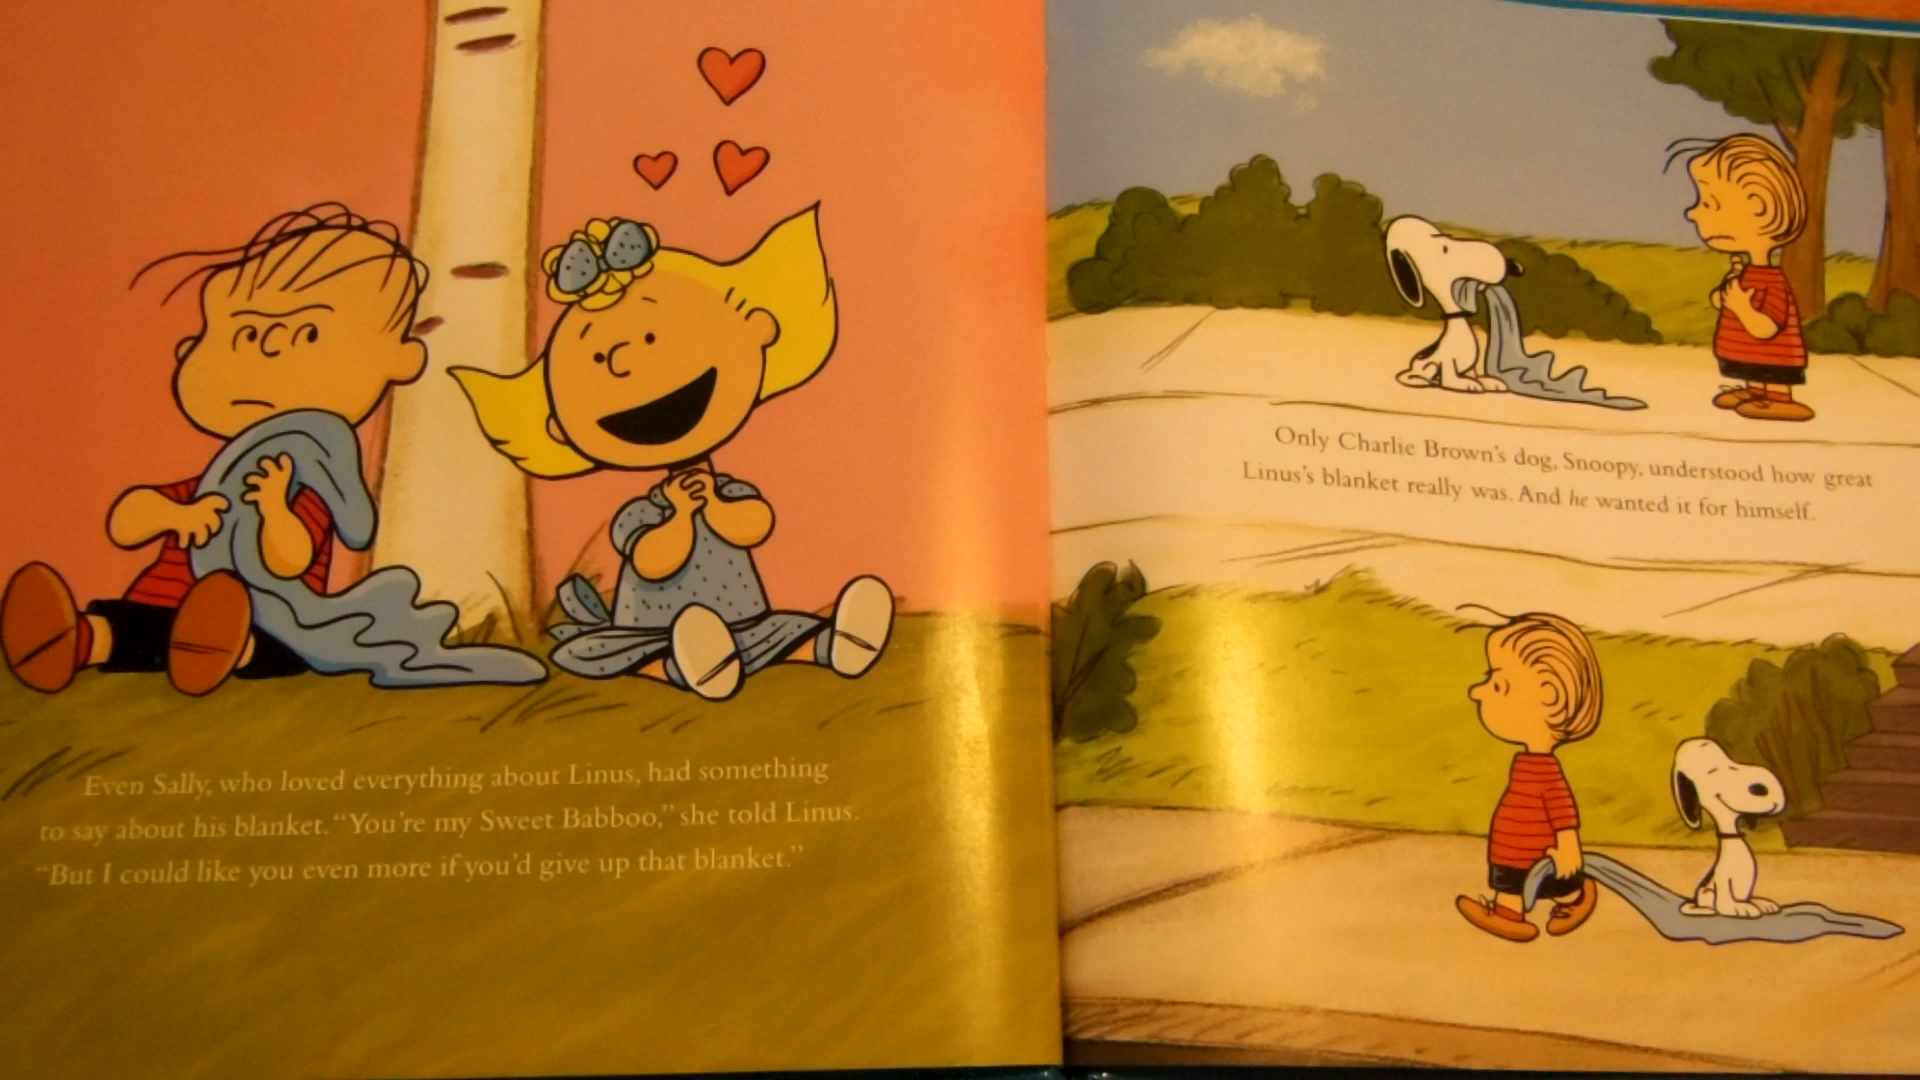 Even Sally, who loved everything about Linus, had something
to say about his blanket. “You’re my Sweet Babboo,” she told Linus.
“But I could like you even more if you’d give up that blanket.”
Only Charlie Brown’s dog, Snoopy, understood how great
Linus’s blanket really was. And he wanted it for himself.